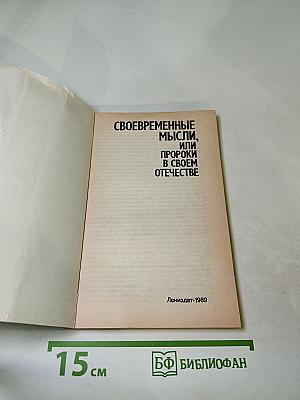 СВОЕВРЕМЕННЫЕ
МЫСЛИ,
ИЛИ
ПРОРОКИ
В СВОЕМ
ОТЕЧЕСТВЕ
Лениздат·1989
15 см
БФ БИБЛИОФАН